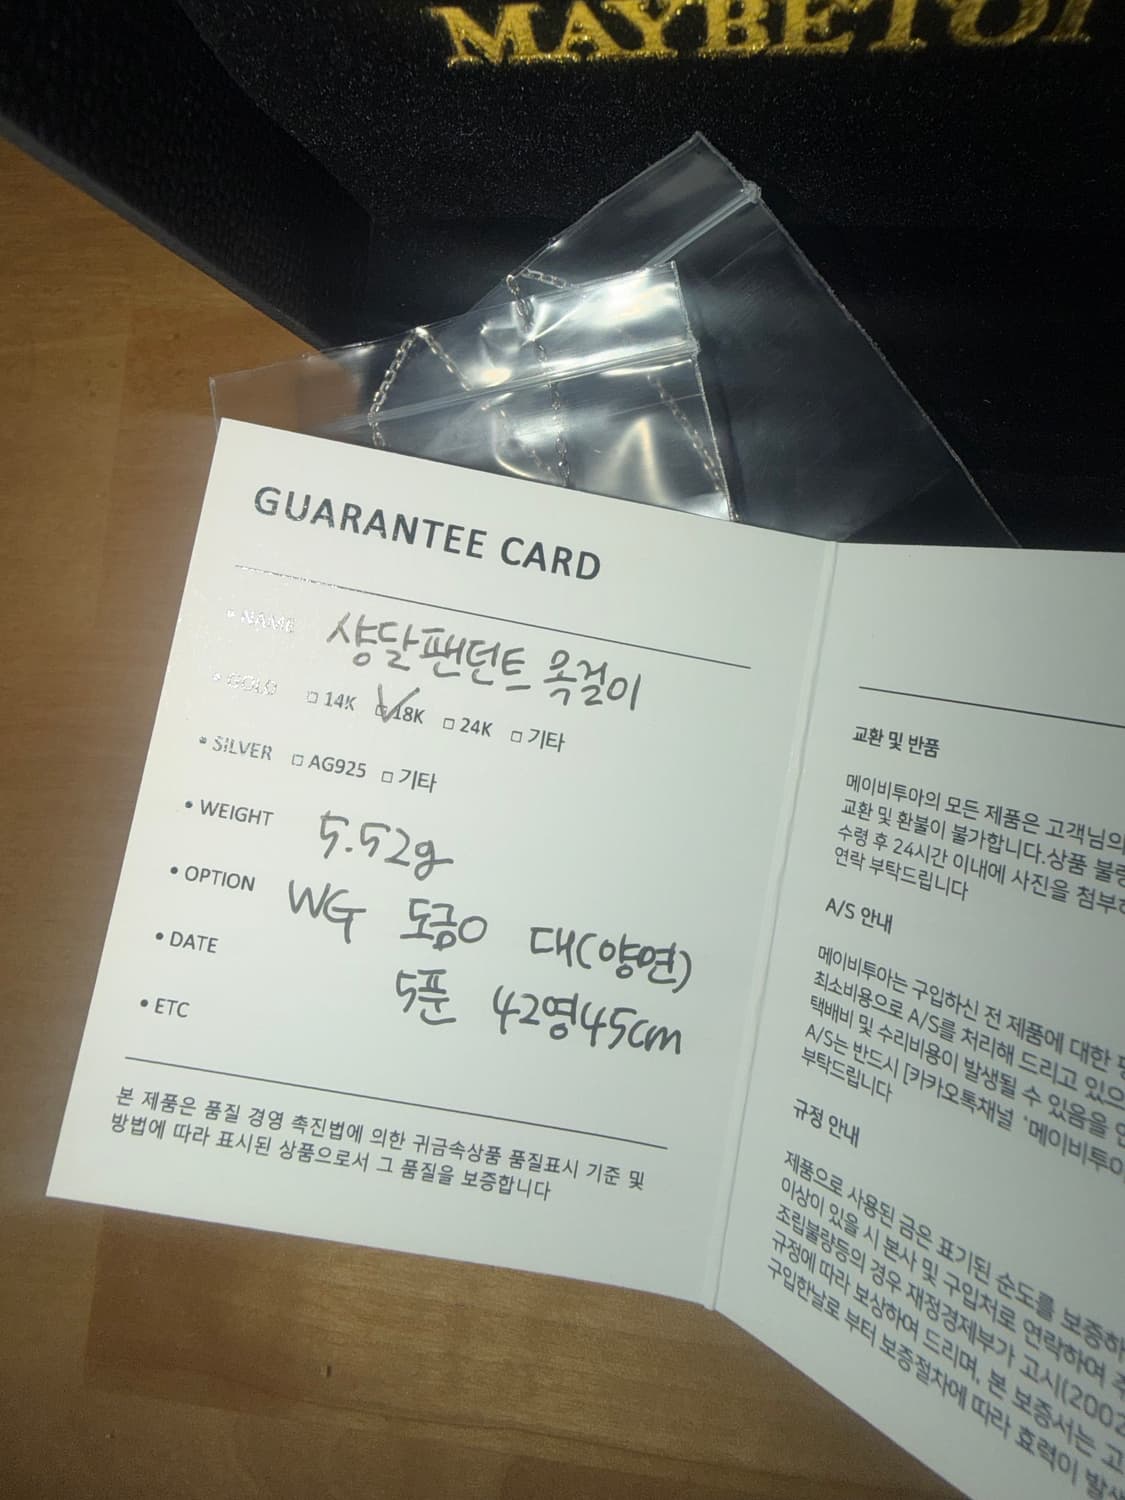 MAYBETOI
GUARANTEE CARD
• NAME 샹달팬던트 목걸이
• GOLD □ 14K □ 18K □ 24K □ 기타
• SILVER □ AG925 □ 기타
• WEIGHT 5.52g
• OPTION WG 도금O 대(양면)
• DATE 5푼 42영45cm
• ETC
본 제품은 품질 경영 촉진법에 의한 귀금속상품 품질표시 기준 및
방법에 따라 표시된 상품으로서 그 품질을 보증합니다
교환 및 반품
메이비투아의 모든 제품은 고객님의
교환 및 환불이 불가합니다.상품 불량
수령 후 24시간 이내에 사진을 첨부하
연락 부탁드립니다
A/S 안내
메이비투아는 구입하신 전 제품에 대한 평
최소비용으로 A/S를 처리해 드리고 있으
택배비 및 수리비용이 발생될 수 있음을 안
A/S는 반드시 [카카오톡채널 '메이비투아
부탁드립니다
규정 안내
제품으로 사용된 금은 표기된 순도를 보증하
이상이 있을 시 본사 및 구입처로 연락하여 주
조립불량등의 경우 재정경제부가 고시(2002
규정에 따라 보상하여 드리며, 본 보증서는 고
구입한날로 부터 보증절차에 따라 효력이 발생